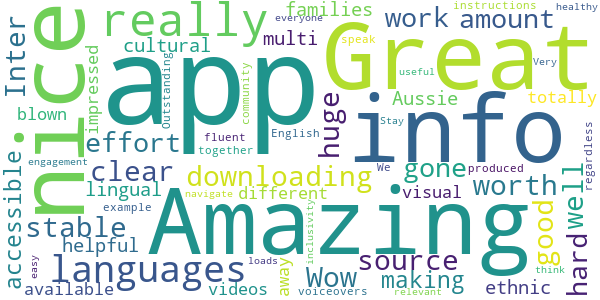 everyone
instructions
healthy
really
families
work
amount
Great
Inter
nice
impressed
cultural
multi
speak
Very
app
Outstanding
community
useful
Aussie
totally
blown
huge
info
effort
fluent
English
Stay
regardless
together
We
produced
engagement
clear
downloading
gone
worth
well
accessible
lingual
navigate
different
visual
Amazing
stable
example
helpful
inclusivity
good
hard
source
think
languages
Wow
making
ethnic
easy
available
videos
loads
away
voiceovers
relevant